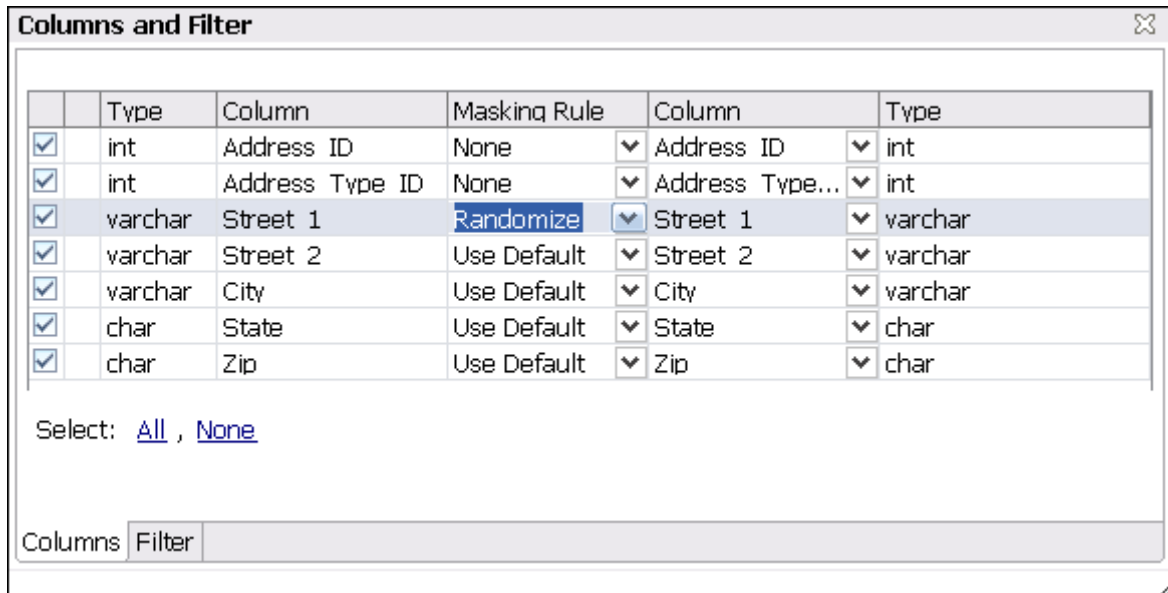 Columns and Filter
Type Column Masking Rule Column Type
int Address ID None Address ID int
int Address Type ID None Address Type... int
varchar Street 1 Randomize Street 1 varchar
varchar Street 2 Use Default Street 2 varchar
varchar City Use Default City varchar
char State Use Default State char
char Zip Use Default Zip char
Select: All , None
Columns Filter